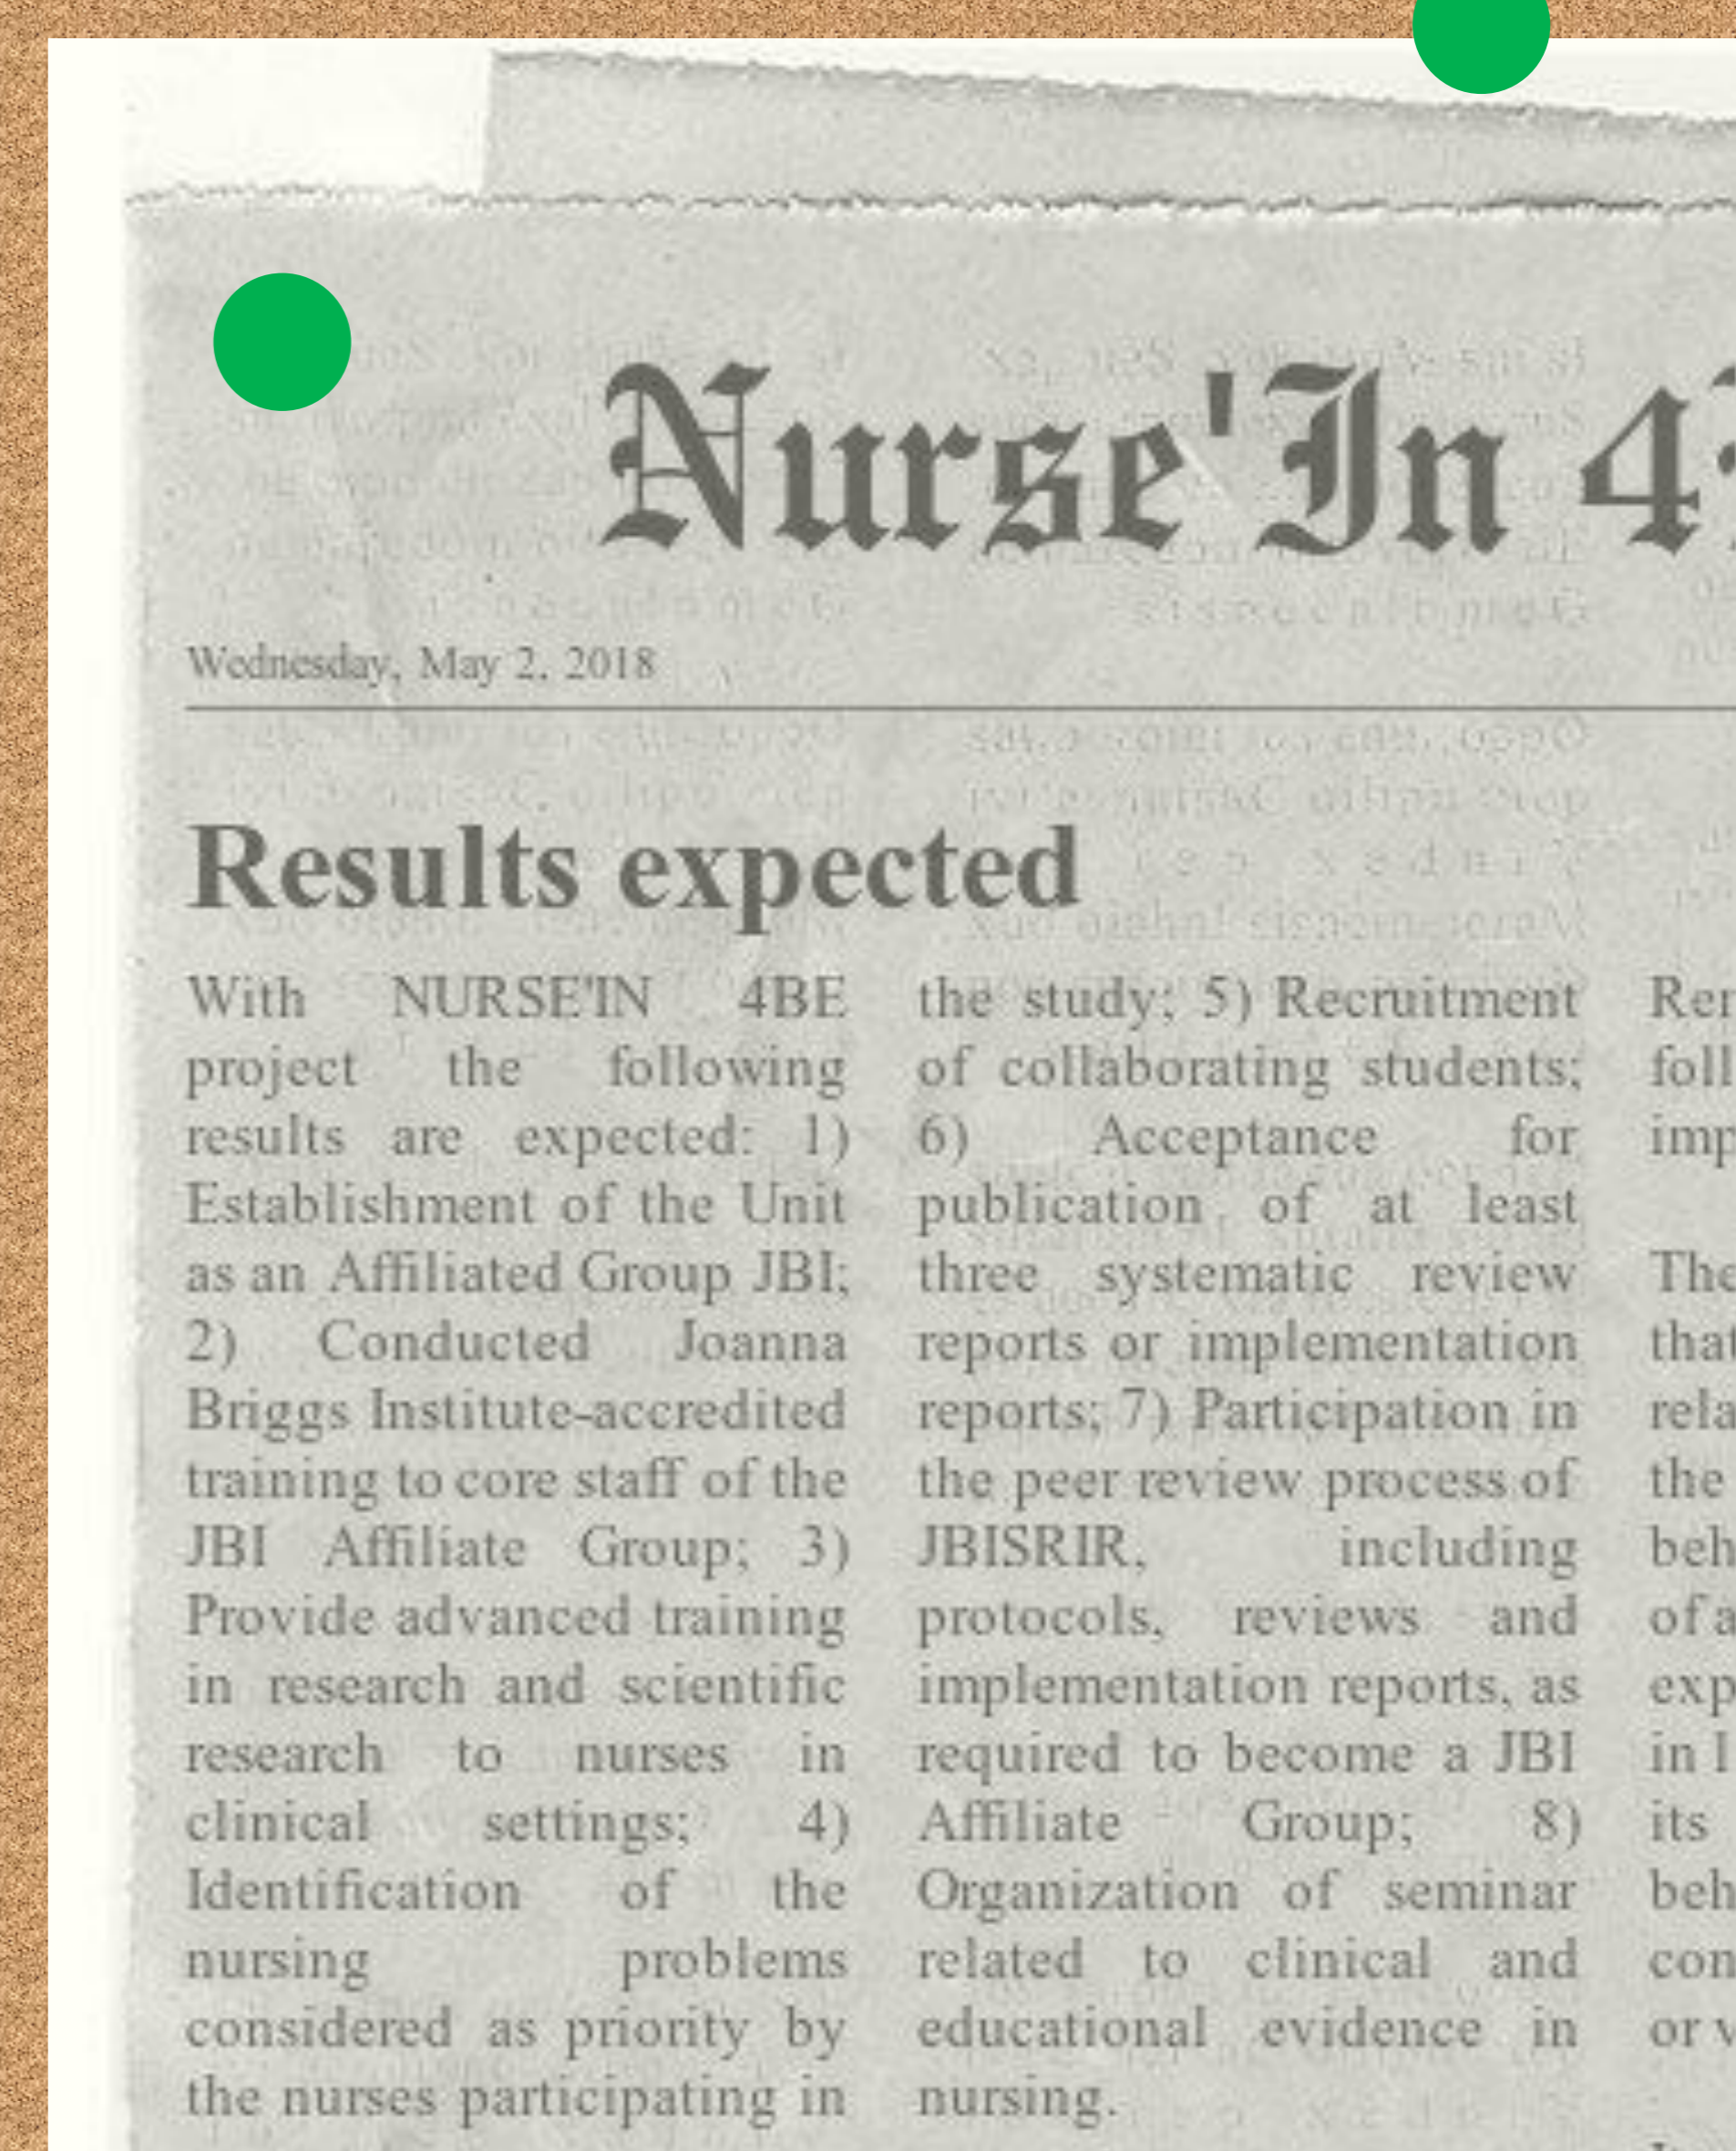 Nurse'In 4
Wednesday, May 2, 2018
Results expected
With NURSE'IN 4BE
project the following
results are expected: 1)
Establishment of the Unit
as an Affiliated Group JBI;
2) Conducted Joanna
Briggs Institute-accredited
training to core staff of the
JBI Affiliate Group; 3)
Provide advanced training
in research and scientific
research to nurses in
clinical settings; 4)
Identification of the
nursing problems
considered as priority by
the nurses participating in
the study; 5) Recruitment
of collaborating students;
6) Acceptance for
publication of at least
three systematic review
reports or implementation
reports; 7) Participation in
the peer review process of
JBISRIR, including
protocols, reviews and
implementation reports, as
required to become a JBI
Affiliate Group; 8)
Organization of seminar
related to clinical and
educational evidence in
nursing.
the
in
its